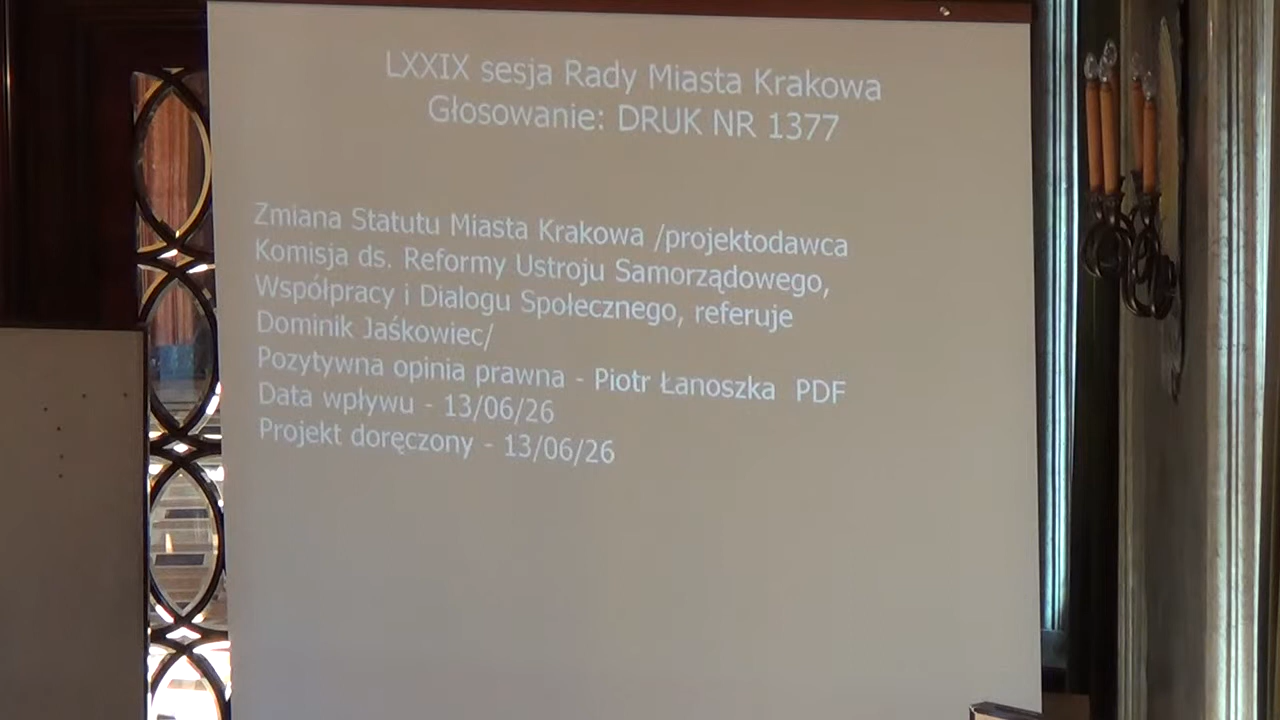 LXXIX sesja Rady Miasta Krakowa
Głosowanie: DRUK NR 1377
Zmiana Statutu Miasta Krakowa /projektodawca
Komisja ds. Reformy Ustroju Samorządowego,
Współpracy i Dialogu Społecznego, referuje
Dominik Jaśkowiec/
Pozytywna opinia prawna - Piotr Łanoszka PDF
Data wpływu - 13/06/26
Projekt doręczony - 13/06/26